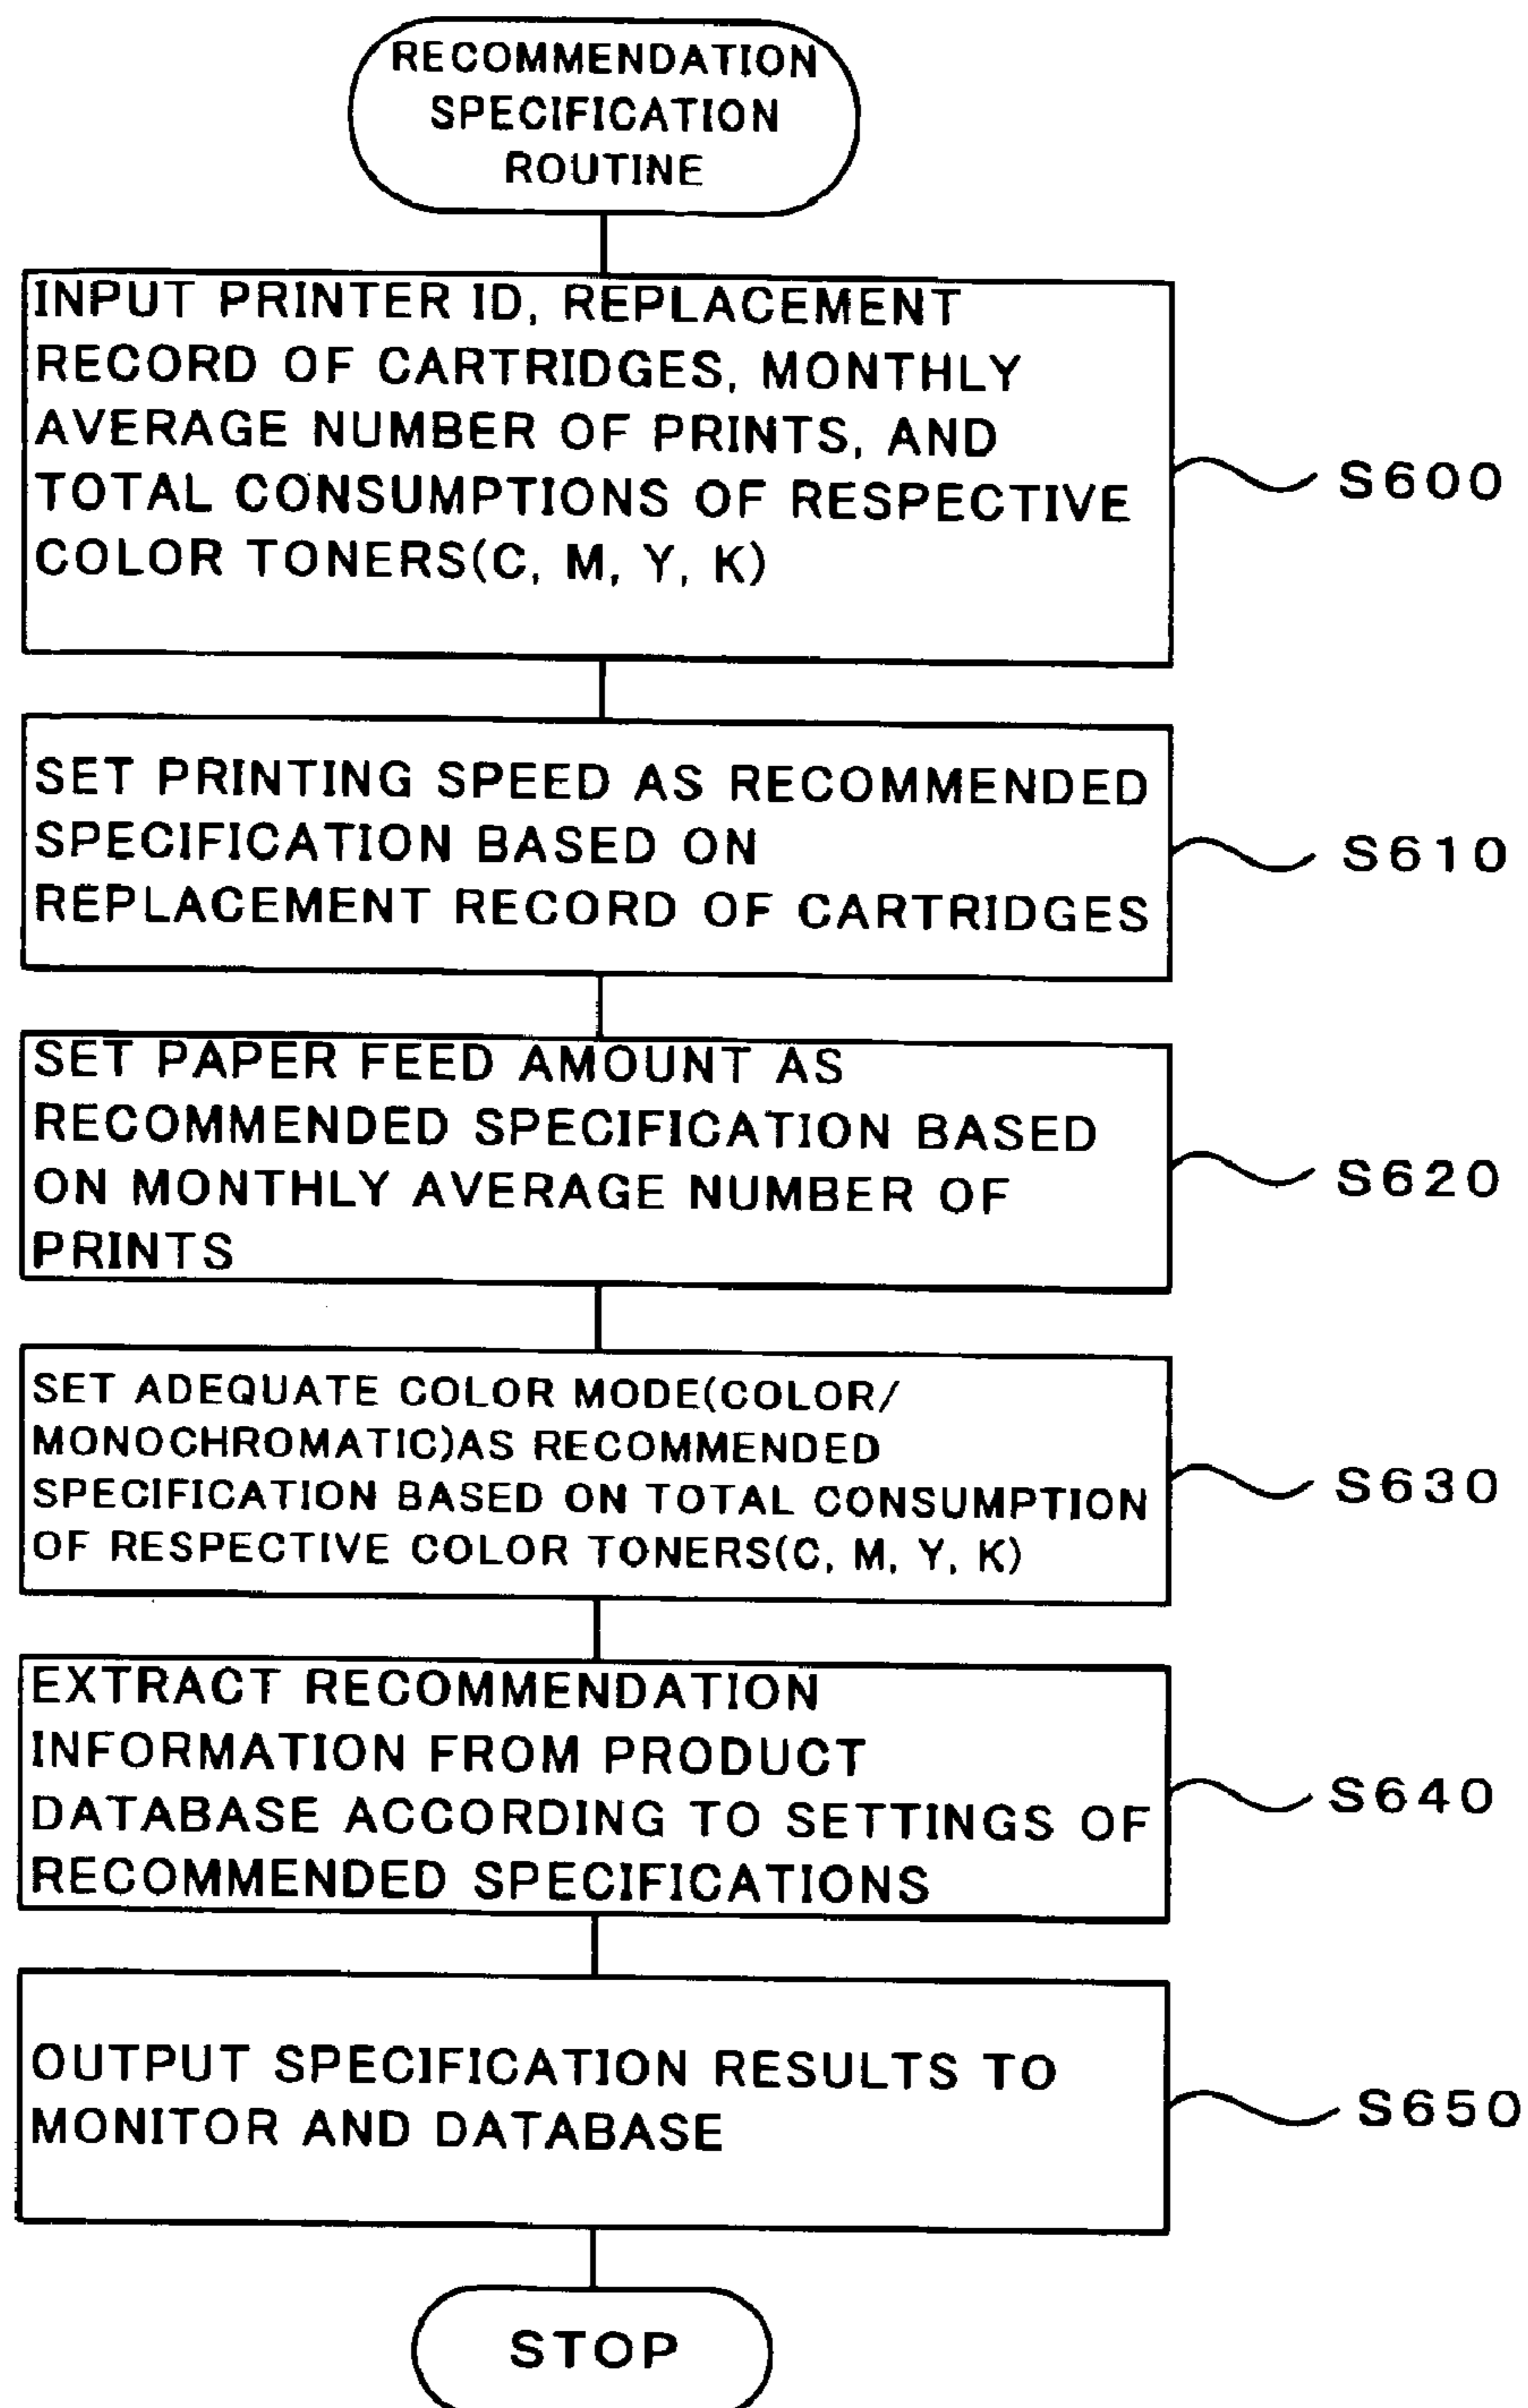 RECOMMENDATION
SPECIFICATION
ROUTINE
INPUT PRINTER ID, REPLACEMENT
RECORD OF CARTRIDGES, MONTHLY
AVERAGE NUMBER OF PRINTS, AND
TOTAL CONSUMPTIONS OF RESPECTIVE
COLOR TONERS(C, M, Y, K)
S600
SET PRINTING SPEED AS RECOMMENDED
SPECIFICATION BASED ON
REPLACEMENT RECORD OF CARTRIDGES
S610
SET PAPER FEED AMOUNT AS
RECOMMENDED SPECIFICATION BASED
ON MONTHLY AVERAGE NUMBER OF
PRINTS
S620
SET ADEQUATE COLOR MODE(COLOR/
MONOCHROMATIC)AS RECOMMENDED
SPECIFICATION BASED ON TOTAL CONSUMPTION
OF RESPECTIVE COLOR TONERS(C, M, Y, K)
S630
EXTRACT RECOMMENDATION
INFORMATION FROM PRODUCT
DATABASE ACCORDING TO SETTINGS OF
RECOMMENDED SPECIFICATIONS
S640
OUTPUT SPECIFICATION RESULTS TO
MONITOR AND DATABASE
S650
STOP